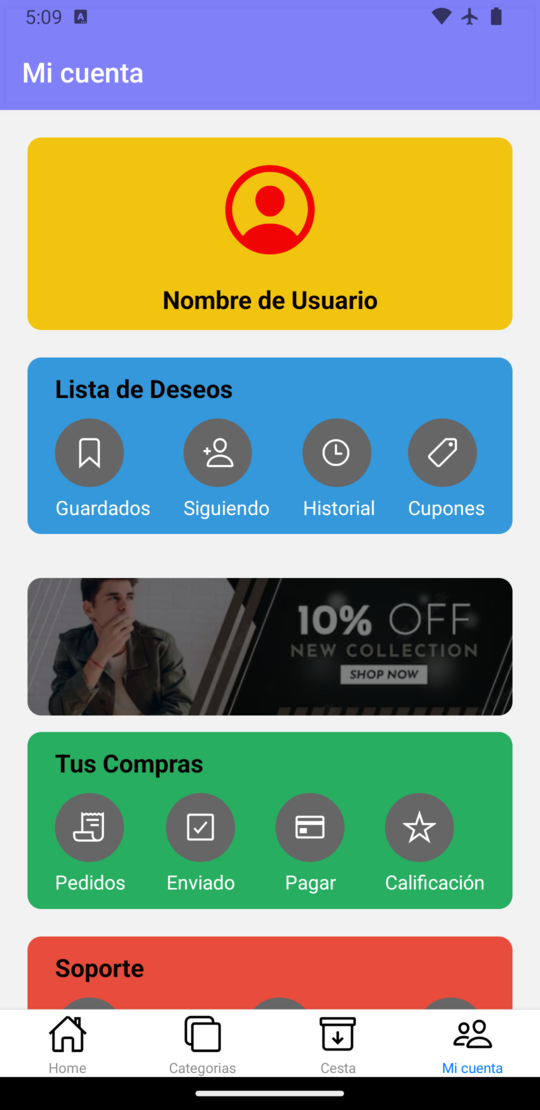 5:09
Mi cuenta
Nombre de Usuario
Lista de Deseos
Guardados Siguiendo Historial Cupones
10% OFF
NEW COLLECTION
SHOP NOW
Tus Compras
Pedidos Enviado Pagar Calificación
Soporte
Home Categorias Cesta Mi cuenta